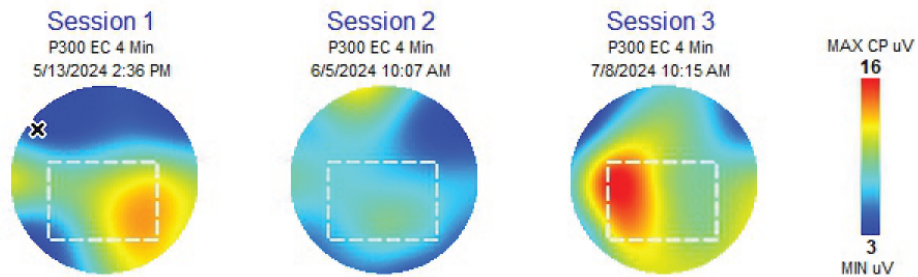 Session 1
P300 EC 4 Min
5/13/2024 2:36 PM
Session 2
P300 EC 4 Min
6/5/2024 10:07 AM
Session 3
P300 EC 4 Min
7/8/2024 10:15 AM
MAX CP uV
16
3
MIN uV